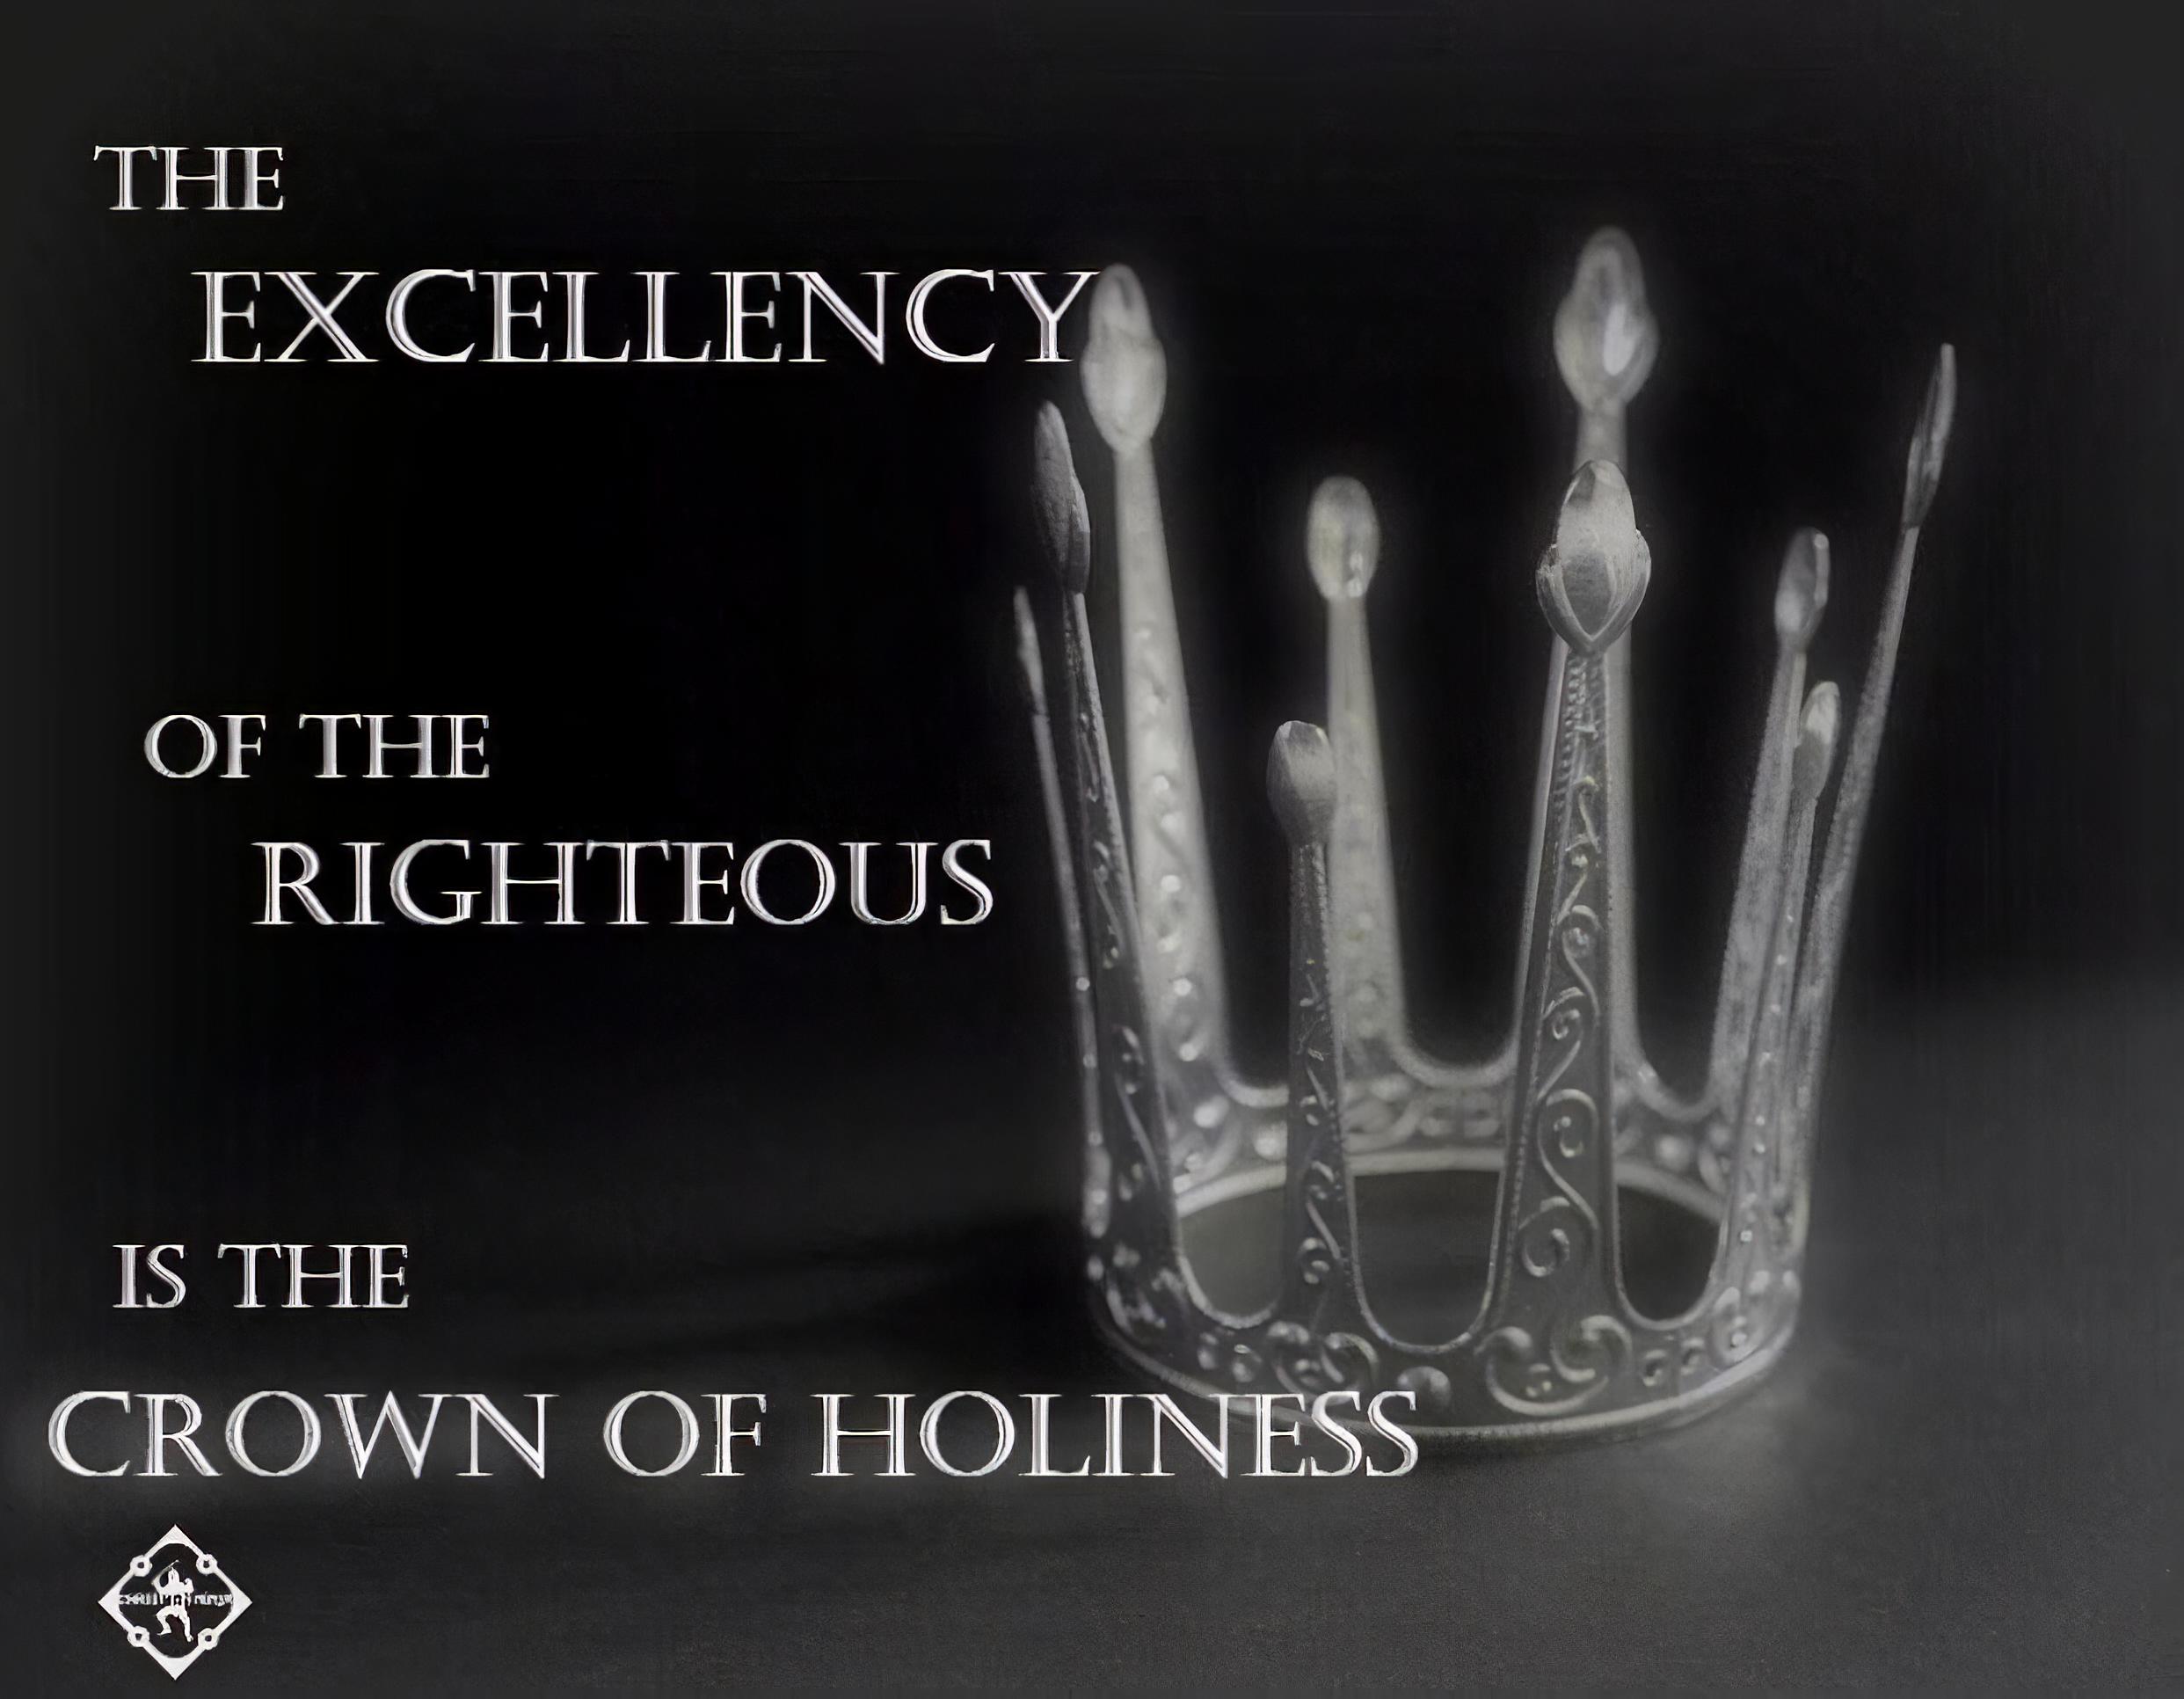 THE
EXCELLENCY
OF THE
RIGHTEOUS
IS THE
CROWN OF HOLINESS